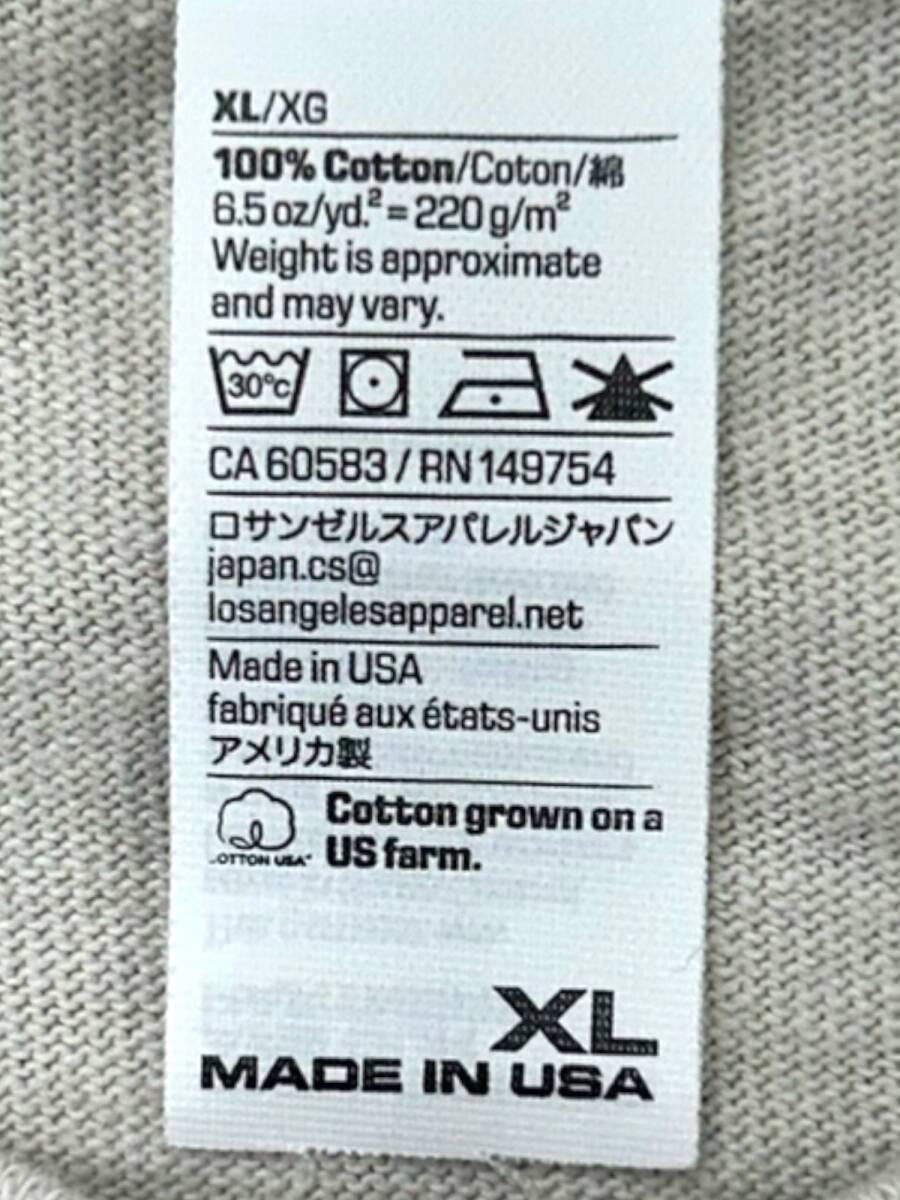 XL/XG
100% Cotton/Coton/綿
6.5 oz/yd.² = 220 g/m²
Weight is approximate
and may vary.
30°c
CA 60583 / RN 149754
ロサンゼルスアパレルジャパン
japan.cs@
losangelesapparel.net
Made in USA
fabriqué aux états-unis
アメリカ製
Cotton grown on a
US farm.
OTTON USA
XL
MADE IN USA